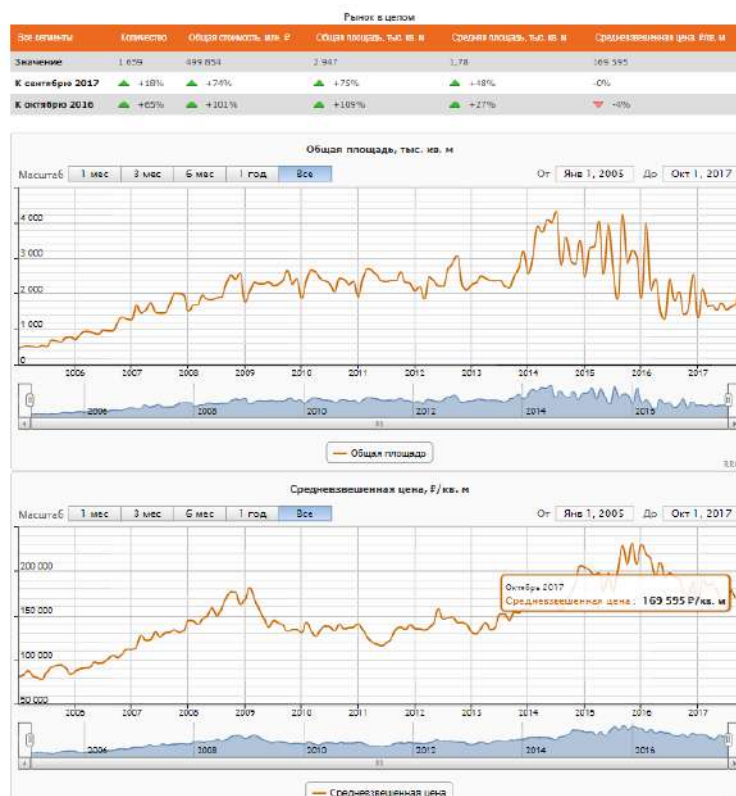 Рынок в целом
Все сегменты Количество Общая стоимость, млн. ₽ Общая площадь, тыс. кв. м Средняя площадь, тыс. кв. м Средневзвешенная цена, ₽/кв. м
Значение 1 659 499 854 2 947 1,78 169 595
К сентябрю 2017 +18% +74% +75% +48% -0%
К октябрю 2016 +65% +101% +109% +27% -4%
Общая площадь, тыс. кв. м
Масштаб 1 мес 3 мес 6 мес 1 год Все От Янв 1, 2005 До Окт 1, 2017
4 000
3 000
2 000
1 000
0
2006 2007 2008 2009 2010 2011 2012 2013 2014 2015 2016 2017
2006 2008 2010 2012 2014 2016
Общая площадь
Средневзвешенная цена, ₽/кв. м
Масштаб 1 мес 3 мес 6 мес 1 год Все От Янв 1, 2005 До Окт 1, 2017
200 000
150 000
100 000
50 000
Октябрь 2017
Средневзвешенная цена: 169 595 ₽/кв. м
2006 2007 2008 2009 2010 2011 2012 2013 2014 2015 2016 2017
2006 2008 2010 2012 2014 2016
Средневзвешенная цена